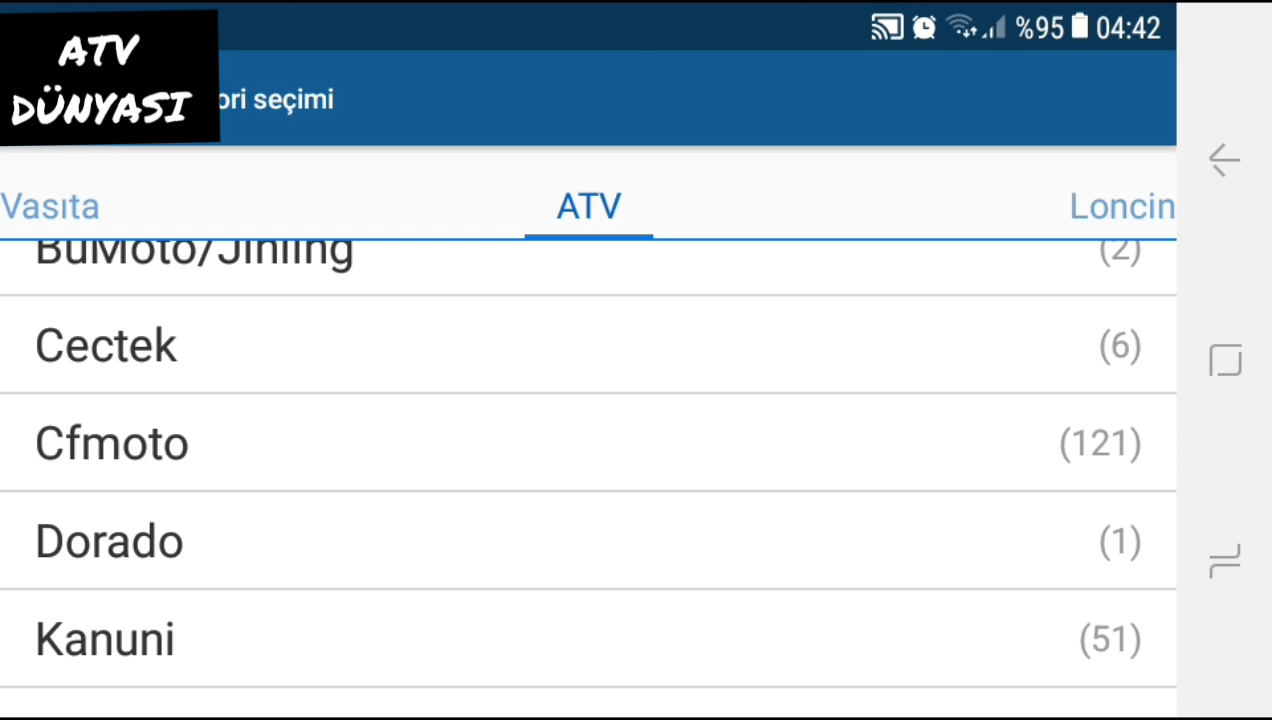 %95 04:42
ATV
DÜNYASI
ori seçimi
Vasıta ATV Loncin
BuMoto/Jinling (2)
Cectek (6)
Cfmoto (121)
Dorado (1)
Kanuni (51)